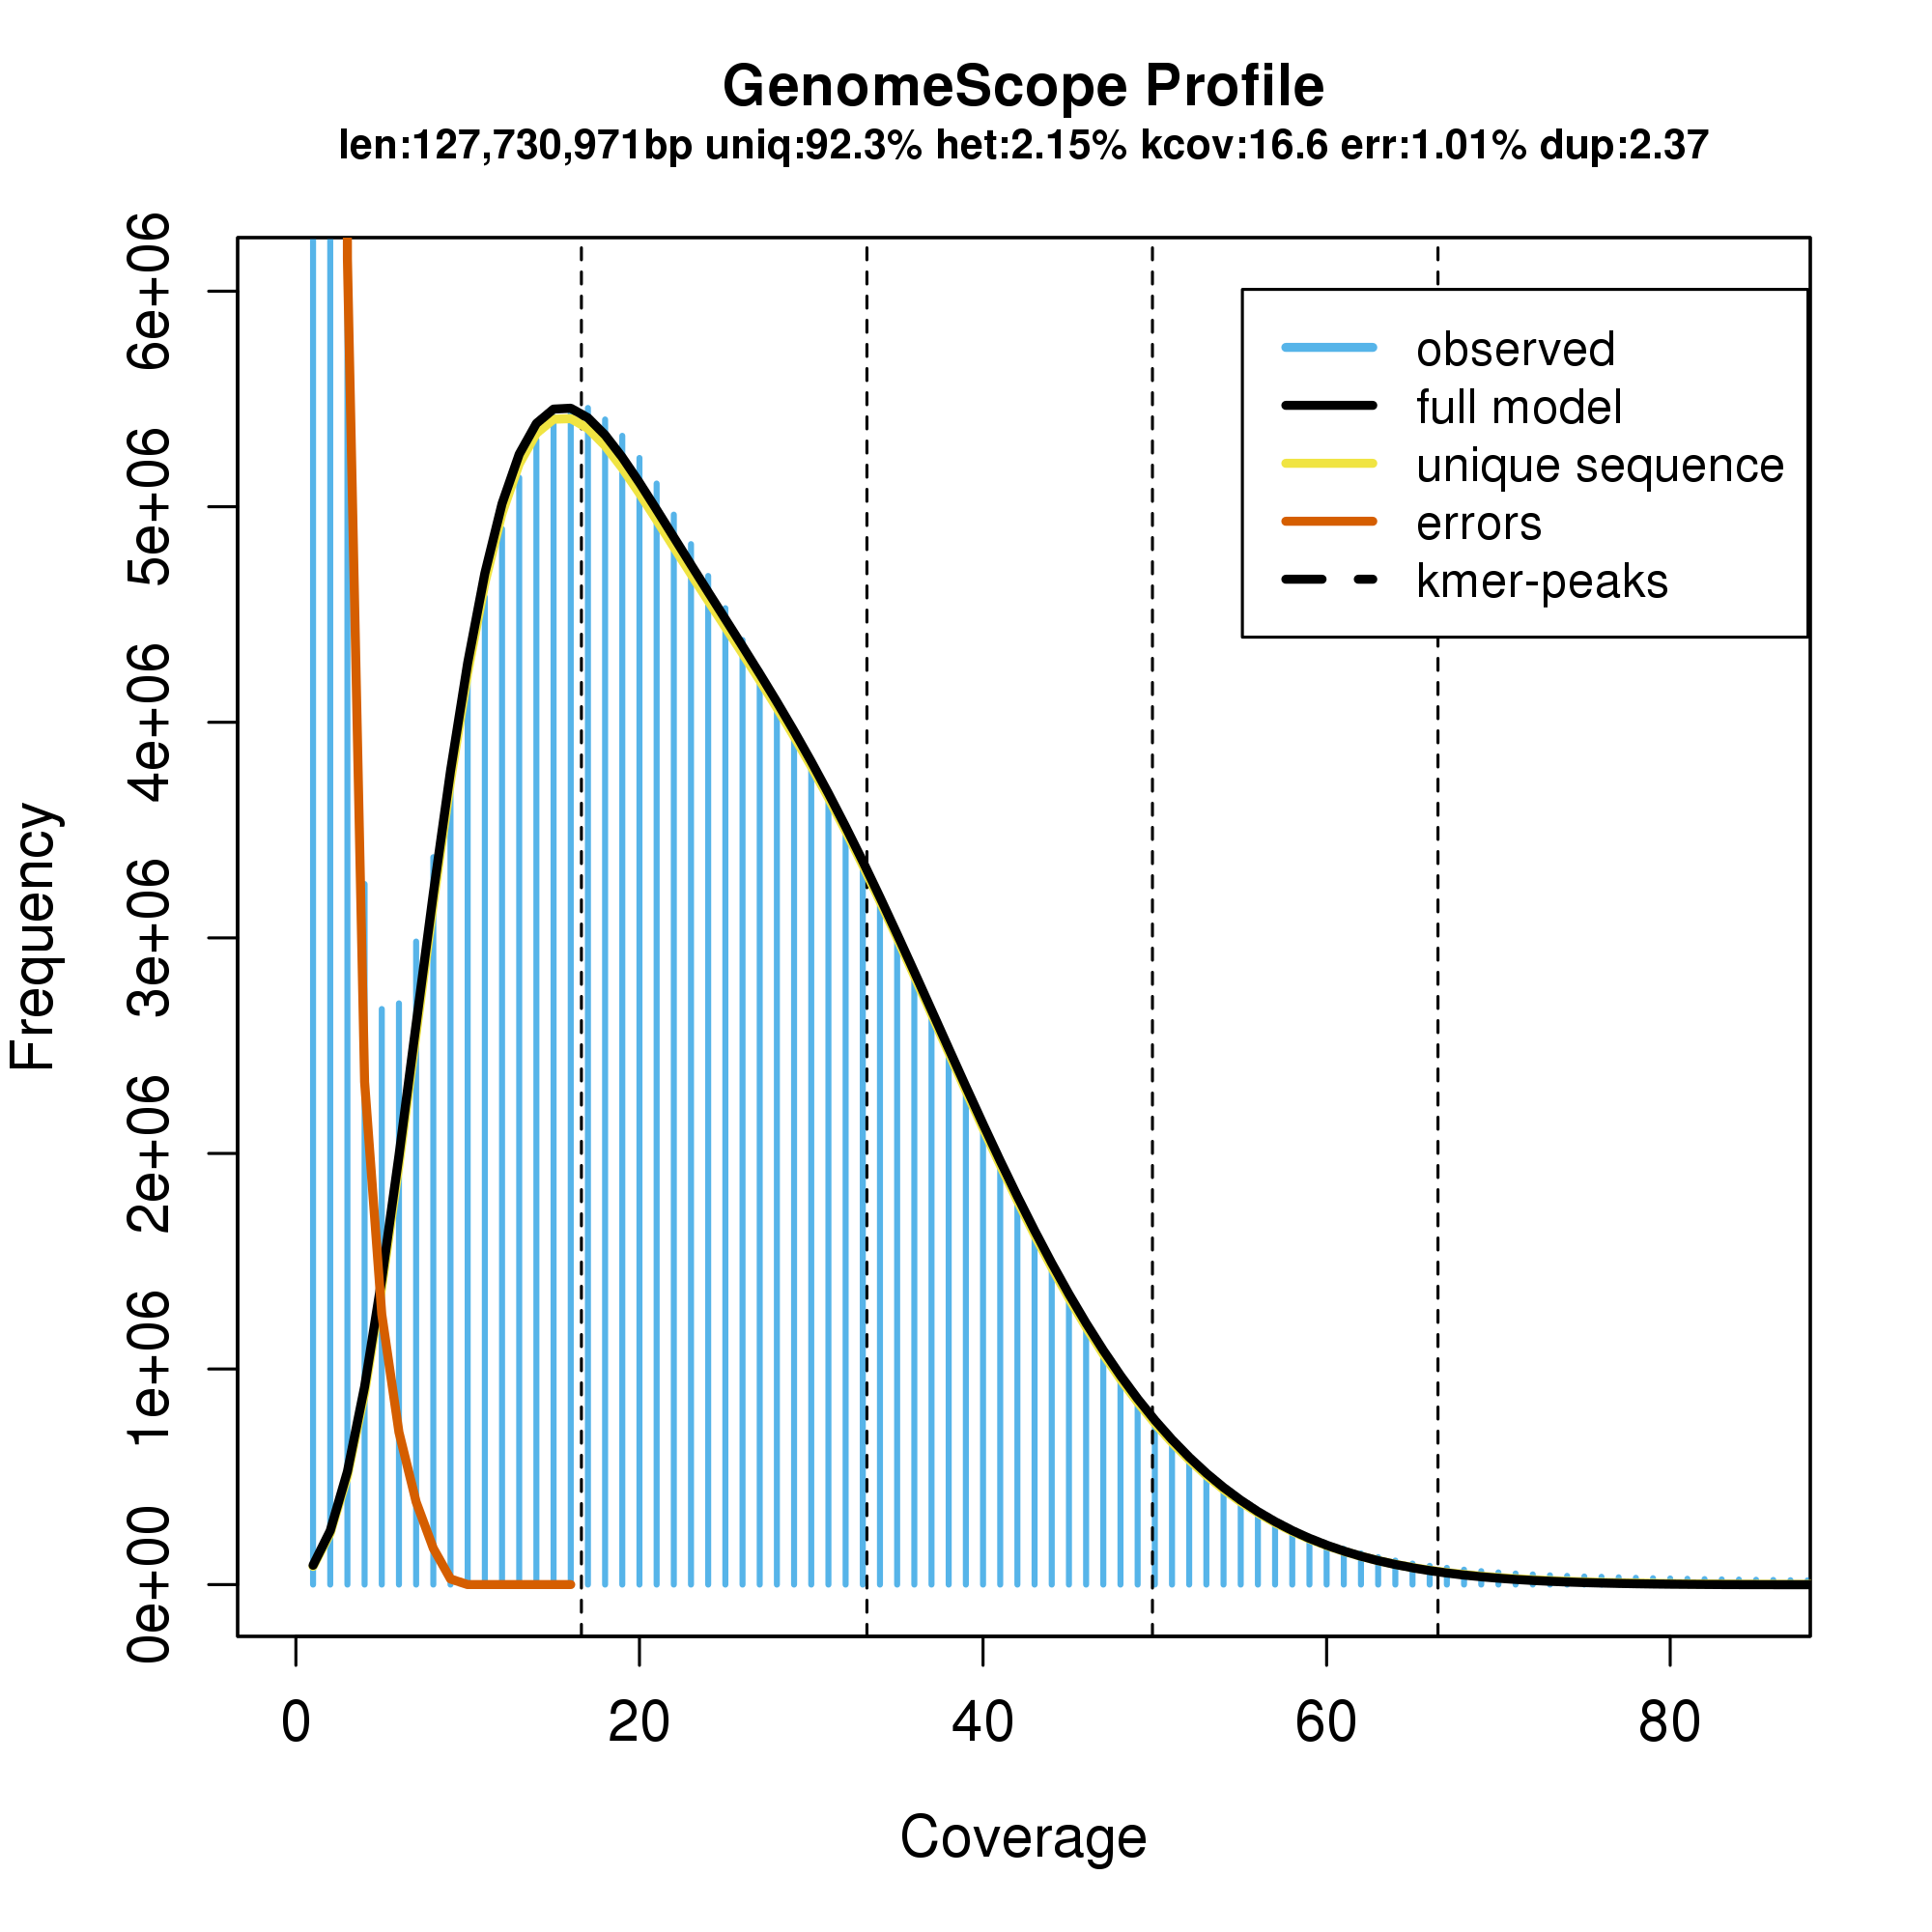 GenomeScope Profile
len:127,730,971bp uniq:92.3% het:2.15% kcov:16.6 err:1.01% dup:2.37
observed
full model
unique sequence
errors
kmer-peaks
Frequency
6e+06
5e+06
4e+06
3e+06
2e+06
1e+06
0e+00
0 20 40 60 80
Coverage